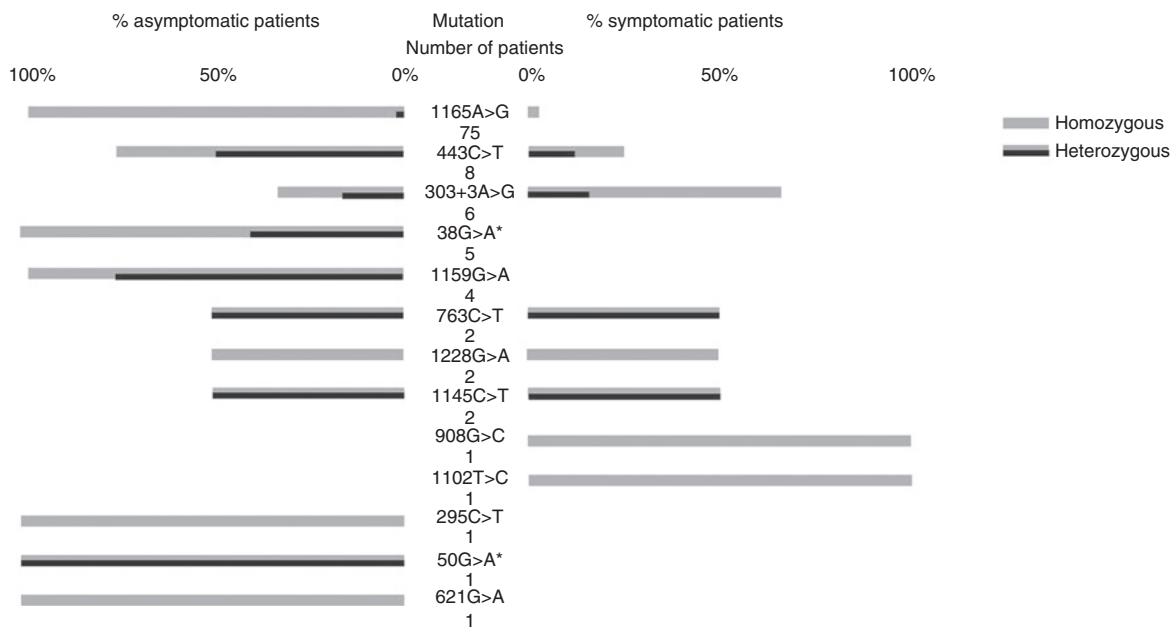 % asymptomatic patients Mutation % symptomatic patients
Number of patients
100% 50% 0% 0% 50% 100%
1165A>G
75
443C>T
8
303+3A>G
6
38G>A*
5
1159G>A
4
763C>T
2
1228G>A
2
1145C>T
2
908G>C
1
1102T>C
1
295C>T
1
50G>A*
1
621G>A
1
Homozygous
Heterozygous